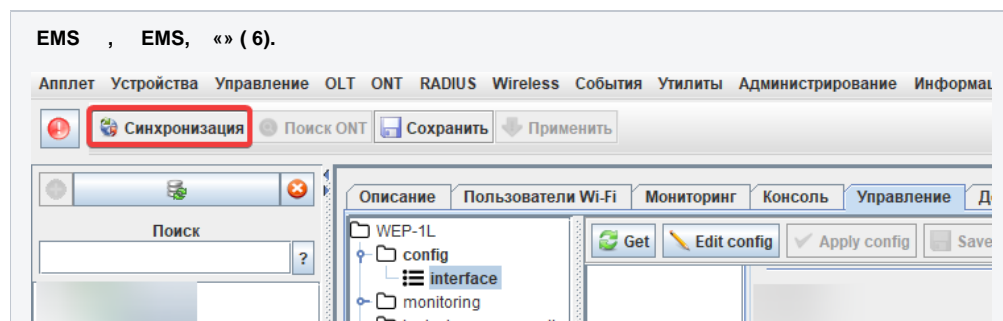 EMS , EMS, «» ( 6).
Апплет Устройства Управление OLT ONT RADIUS Wireless События Утилиты Администрирование
Синхронизация Поиск ONT Сохранить Применить
Описание Пользователи Wi-Fi Мониторинг Консоль Управление
Поиск
?
WEP-1L
config
interface
monitoring
Get Edit config Apply config Save